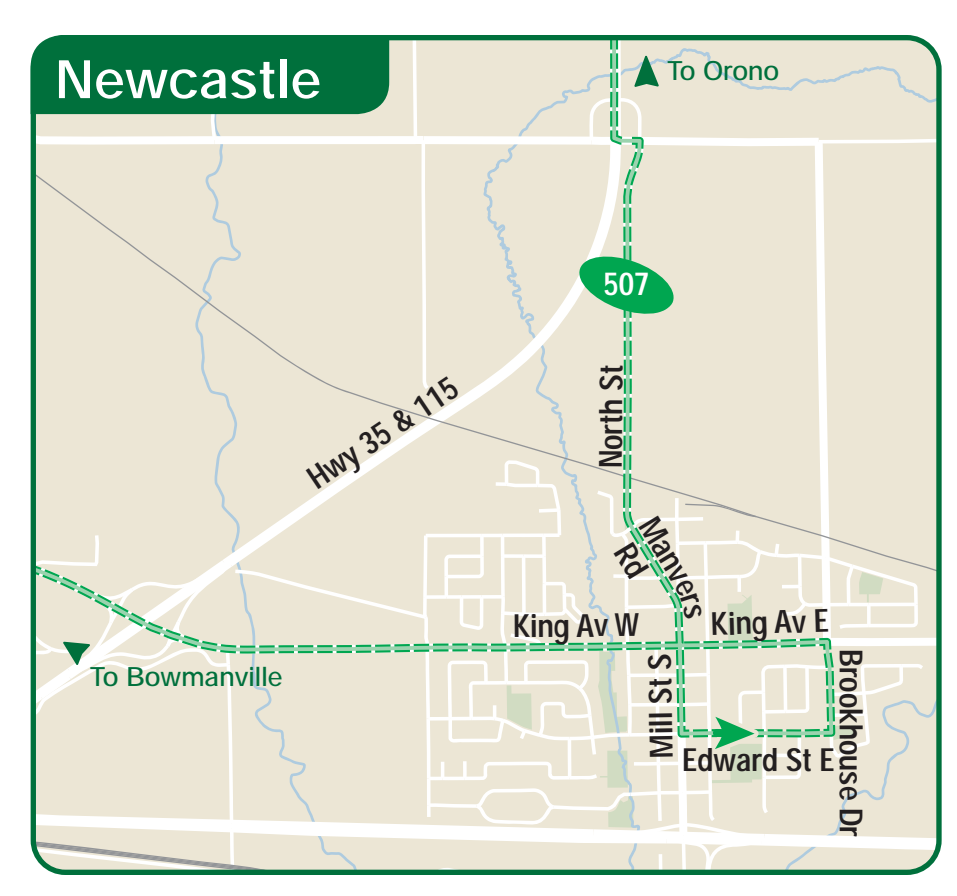 Newcastle
To Orono
507
Hwy 35 & 115
North St
Manvers
Rd
King Av W
King Av E
To Bowmanville
Mill St S
Brookhouse Dr
Edward St E